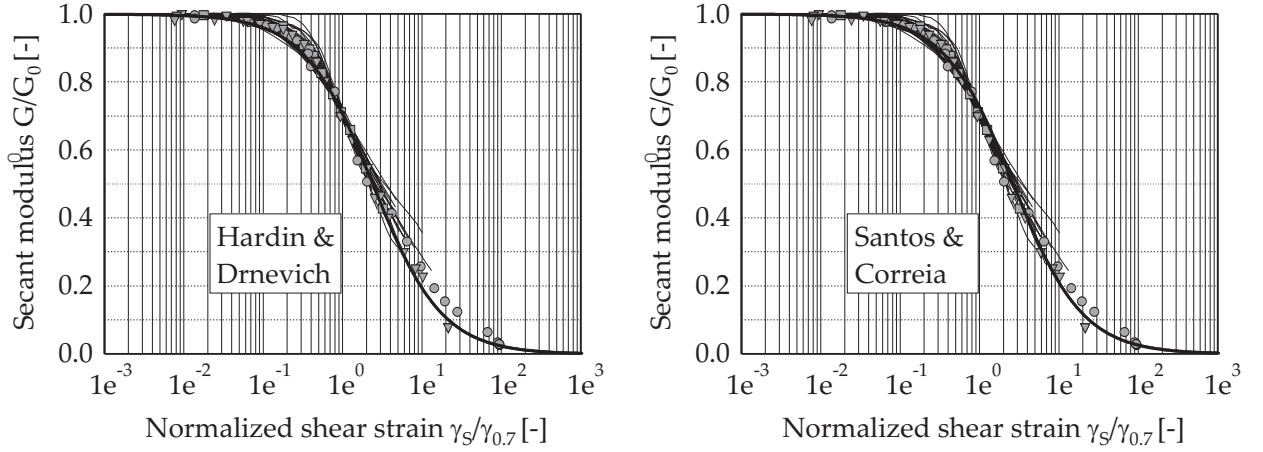 1.0
0.8
0.6
0.4
0.2
0.0
Secant modulus G/G0 [-]
0
Hardin &
Drnevich
1e-3 1e-2 1e-1 1e0 1e1 1e2 1e3
Normalized shear strain γS/γ0.7 [-]
1.0
0.8
0.6
0.4
0.2
0.0
Secant modulus G/G0 [-]
0
Santos &
Correia
1e-3 1e-2 1e-1 1e0 1e1 1e2 1e3
Normalized shear strain γS/γ0.7 [-]